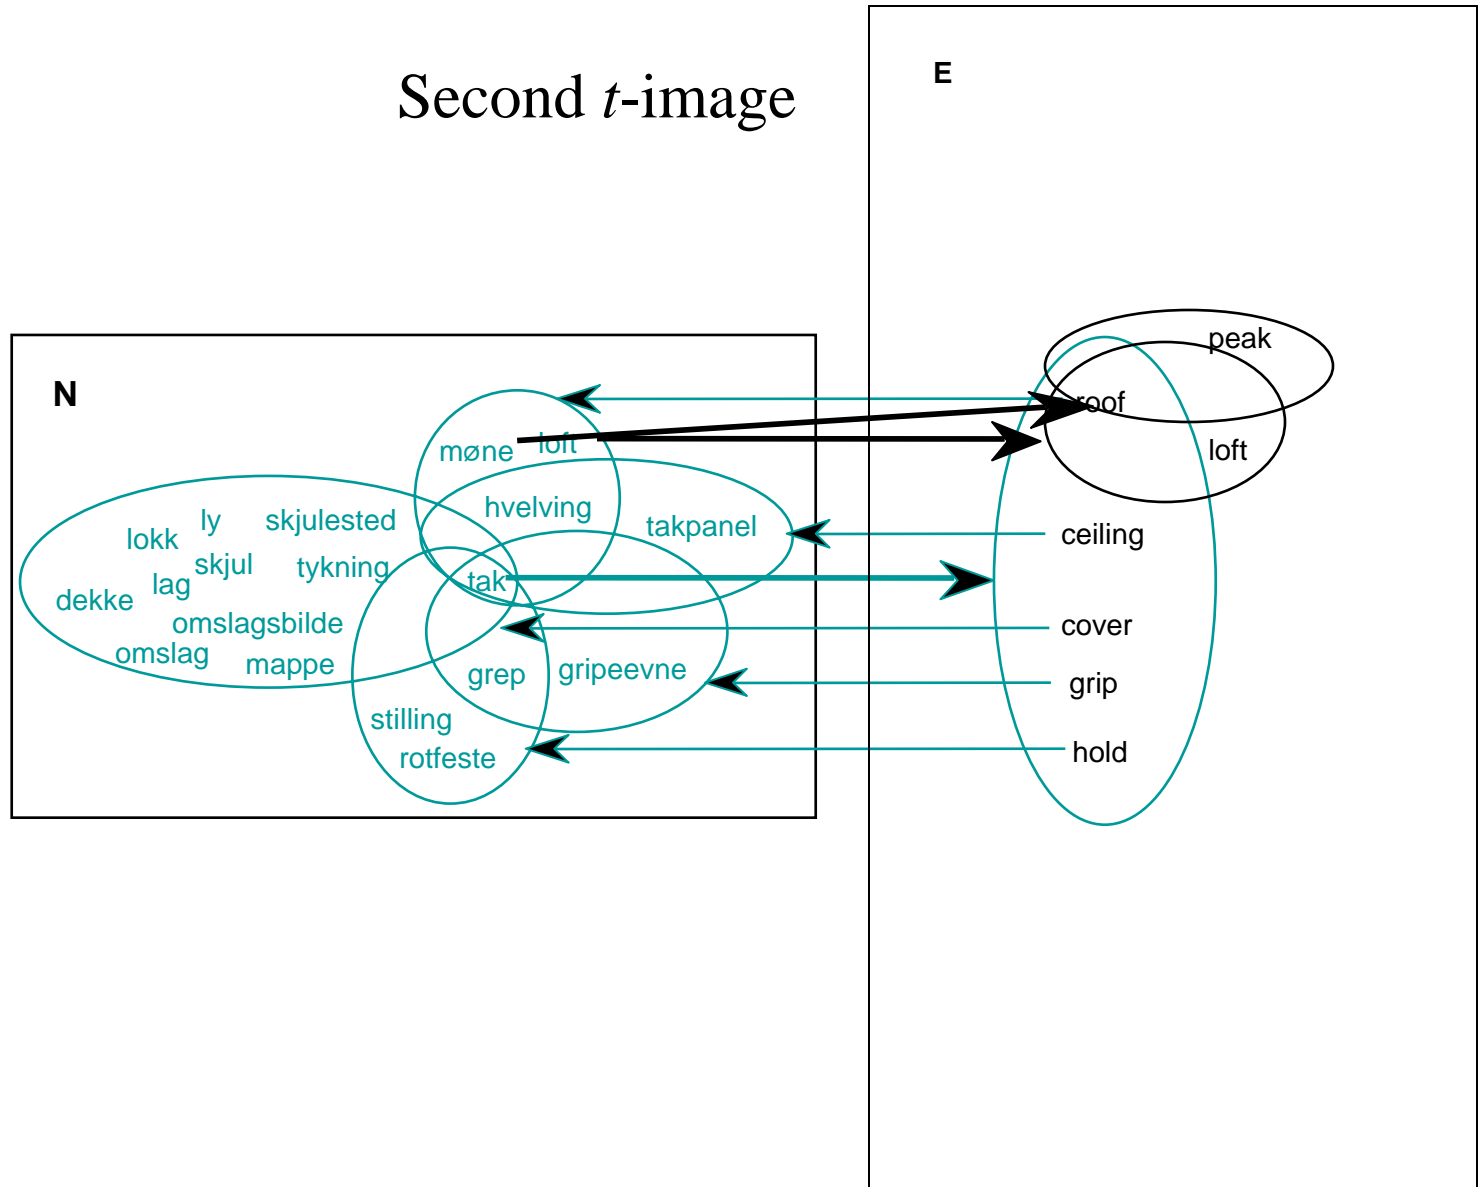 Second t-image
E
N
peak
roof
loft
møne
loft
hvelving
takpanel
ceiling
lokk
ly
skjulested
skjul
tykning
lag
dekke
tak
omslagsbilde
omslag
mappe
cover
grep
gripeevne
grip
stilling
rotfeste
hold